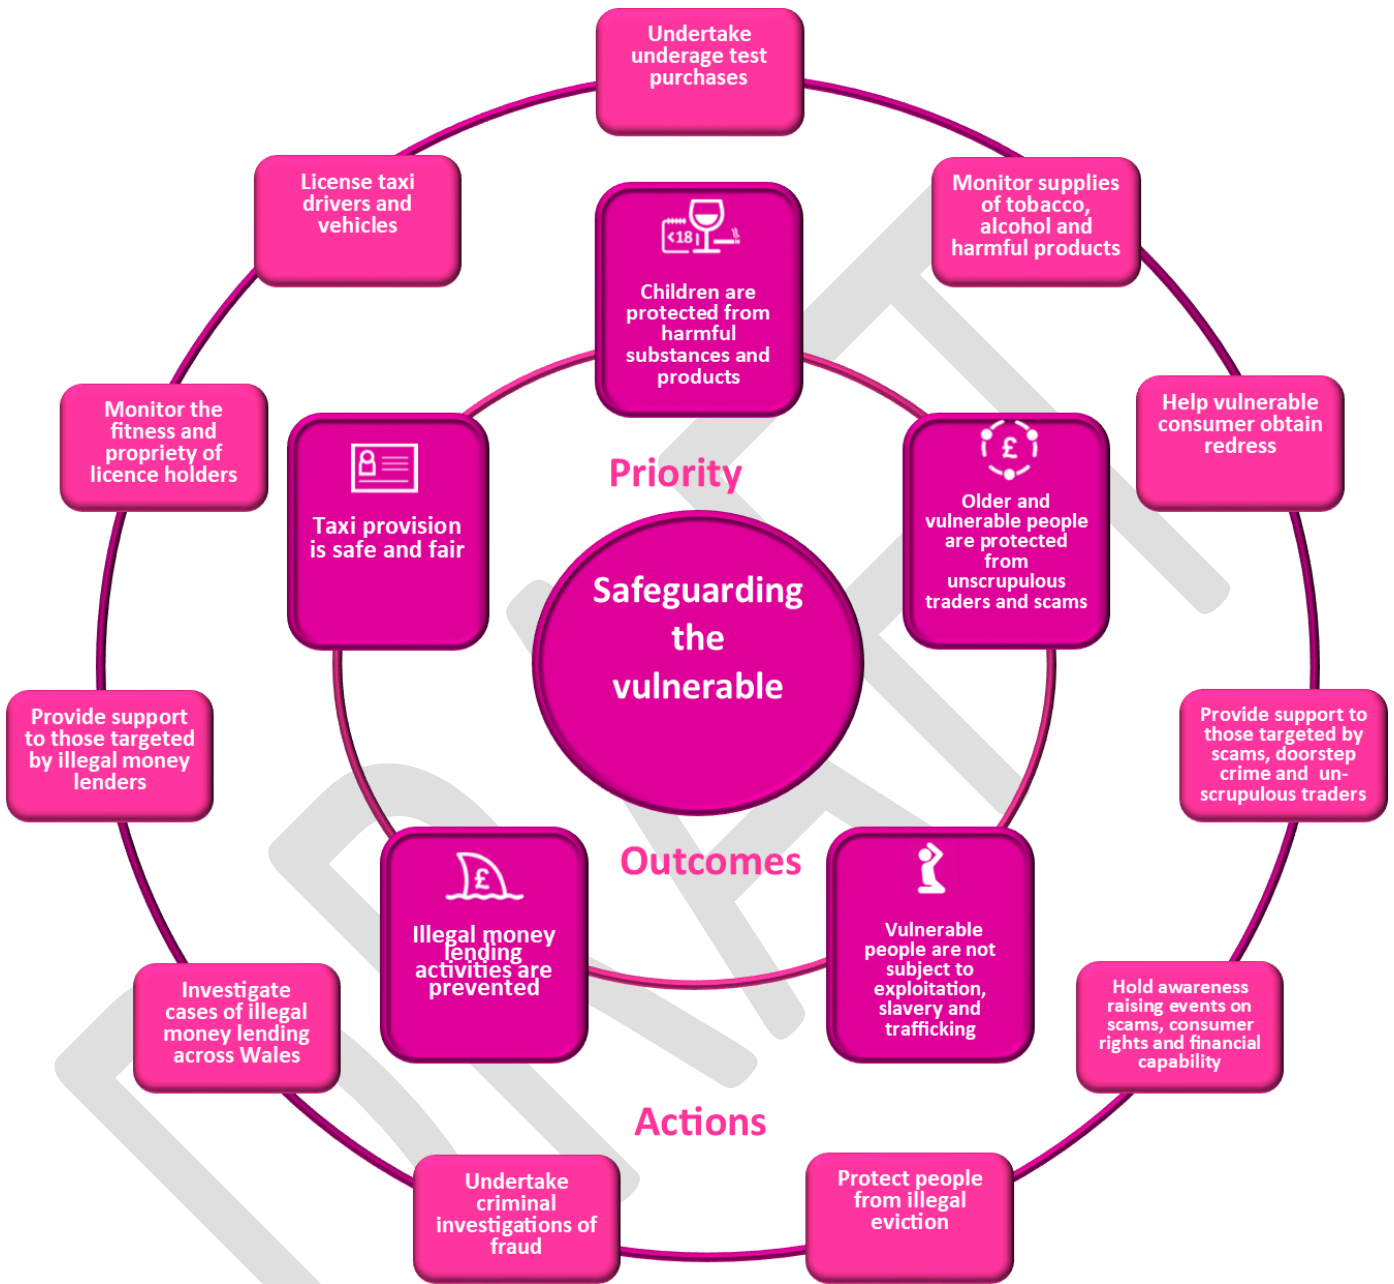 Undertake
underage test
purchases
License taxi
drivers and
vehicles
Monitor supplies
of tobacco,
alcohol and
harmful products
<18
Children are
protected from
harmful
substances and
products
Monitor the
fitness and
propriety of
licence holders
Help vulnerable
consumer obtain
redress
Taxi provision
is safe and fair
Priority
£
Older and
vulnerable people
are protected
from
unscrupulous
traders and scams
Safeguarding
the
vulnerable
Provide support
to those targeted
by illegal money
lenders
Provide support to
those targeted by
scams, doorstep
crime and un-
scrupulous traders
Outcomes
£
Illegal money
lending
activities are
prevented
Vulnerable
people are not
subject to
exploitation,
slavery and
trafficking
Investigate
cases of illegal
money lending
across Wales
Hold awareness
raising events on
scams, consumer
rights and financial
capability
Actions
Undertake
criminal
investigations of
fraud
Protect people
from illegal
eviction
DRAFT